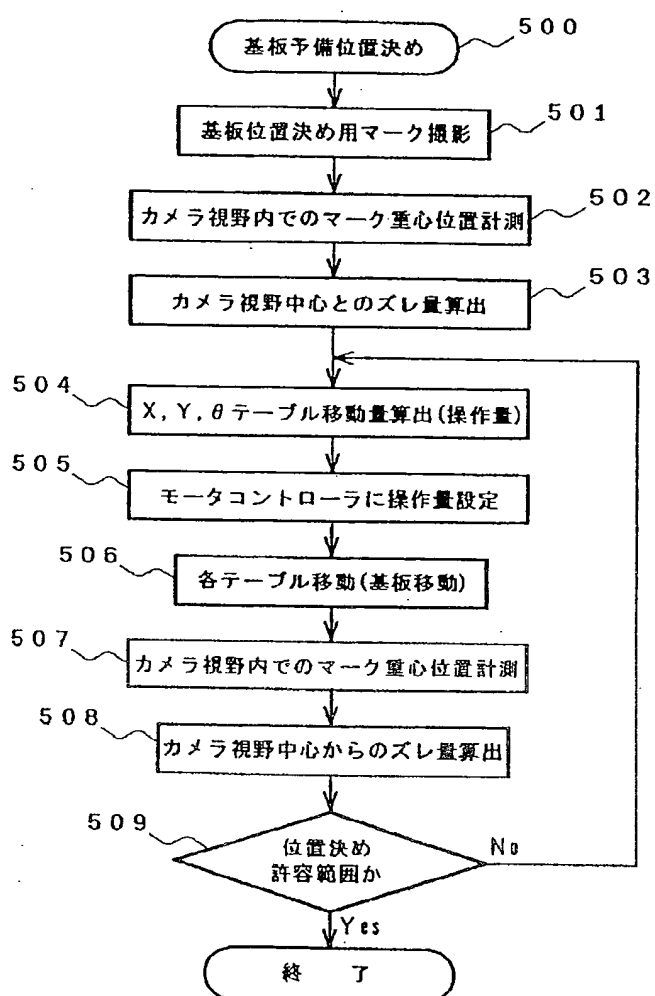 基板予備位置決め
500
基板位置決め用マーク撮影
501
カメラ視野内でのマーク重心位置計測
502
カメラ視野中心とのズレ量算出
503
504
X,Y,θテーブル移動量算出(操作量)
505
モータコントローラに操作量設定
506
各テーブル移動(基板移動)
507
カメラ視野内でのマーク重心位置計測
508
カメラ視野中心からのズレ量算出
509
位置決め
許容範囲か
No
Yes
終 了